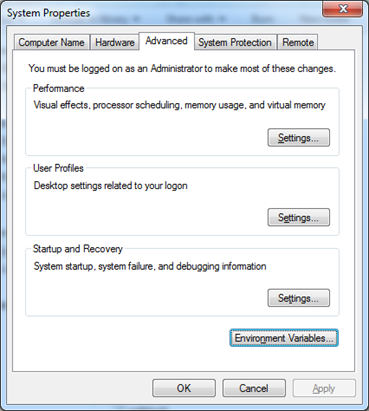 System Properties
Computer Name Hardware Advanced System Protection Remote
You must be logged on as an Administrator to make most of these changes.
Performance
Visual effects, processor scheduling, memory usage, and virtual memory
Settings...
User Profiles
Desktop settings related to your logon
Settings...
Startup and Recovery
System startup, system failure, and debugging information
Settings...
Environment Variables...
OK Cancel Apply